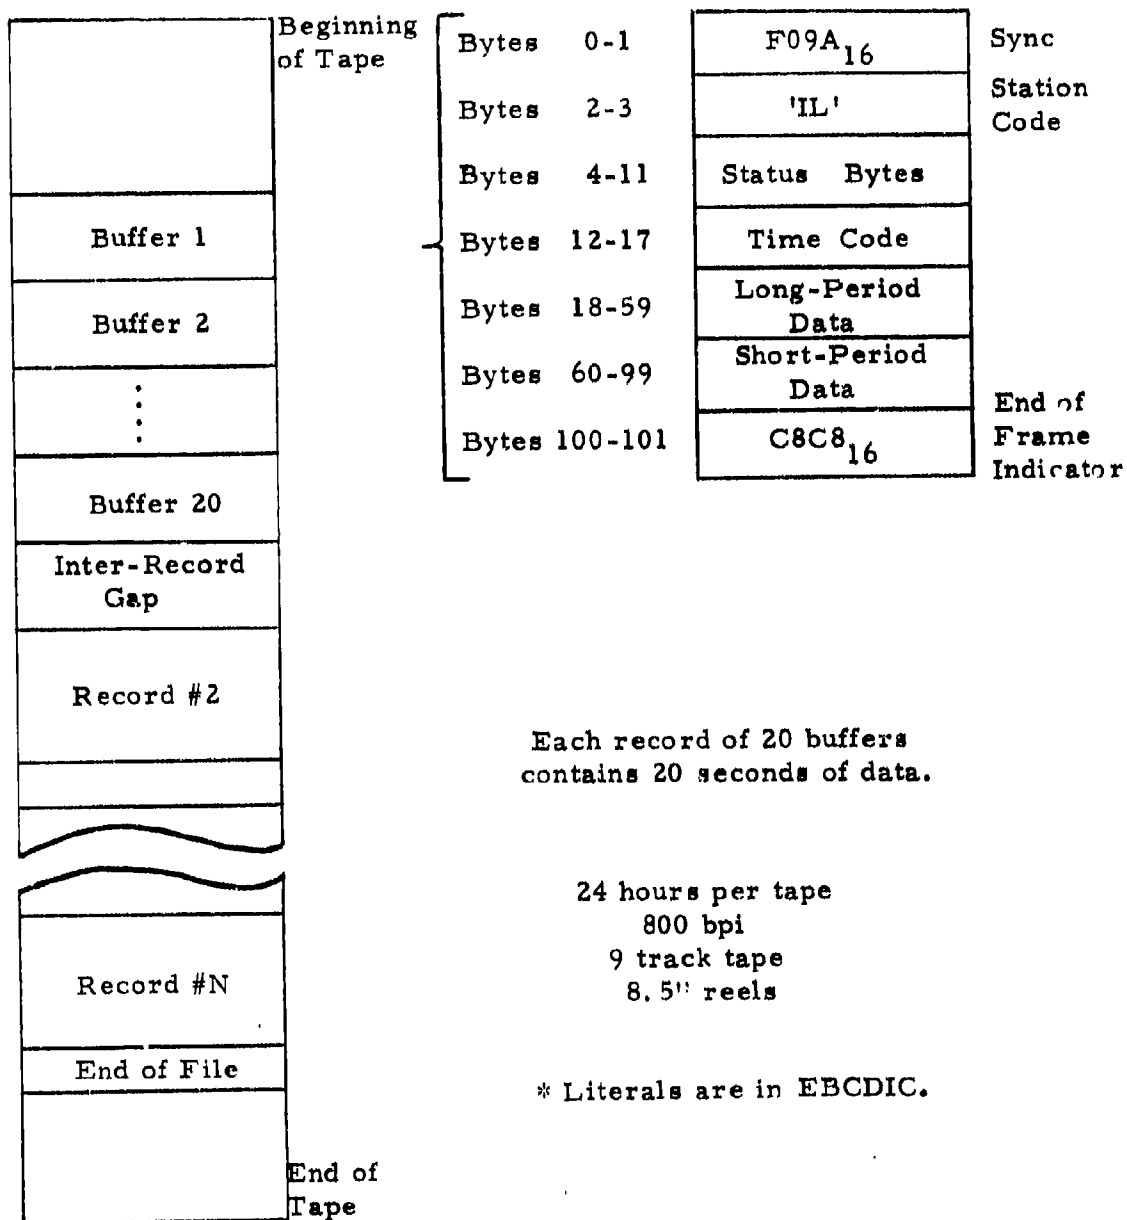 Beginning
of Tape
Buffer 1
Buffer 2
Buffer 20
Inter-Record
Gap
Record #2
Record #N
End of File
End of
Tape
Bytes 0-1 F09A16 Sync
Bytes 2-3 'IL' Station
Code
Bytes 4-11 Status Bytes
Bytes 12-17 Time Code
Bytes 18-59 Long-Period
Data
Bytes 60-99 Short-Period
Data
Bytes 100-101 C8C816 End of
Frame
Indicator
Each record of 20 buffers
contains 20 seconds of data.
24 hours per tape
800 bpi
9 track tape
8.5" reels
* Literals are in EBCDIC.